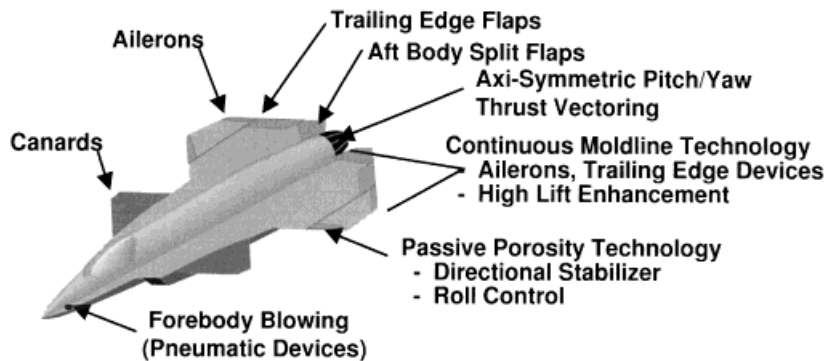 Trailing Edge Flaps
Ailerons
Aft Body Split Flaps
Axi-Symmetric Pitch/Yaw
Thrust Vectoring
Canards
Continuous Moldline Technology
- Ailerons, Trailing Edge Devices
- High Lift Enhancement
Passive Porosity Technology
- Directional Stabilizer
- Roll Control
Forebody Blowing
(Pneumatic Devices)